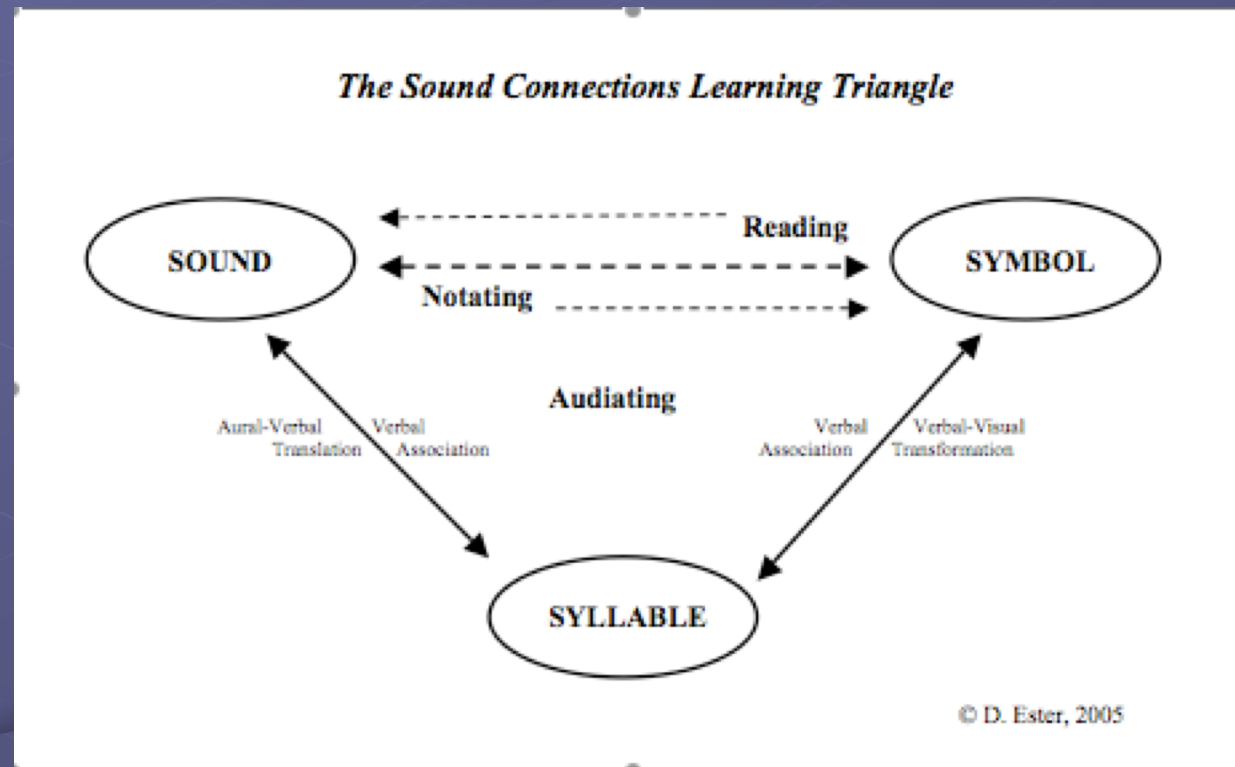 The Sound Connections Learning Triangle
Reading
SOUND
SYMBOL
Notating
Audiating
Aural-Verbal
Translation
Verbal
Association
Verbal
Association
Verbal-Visual
Transformation
SYLLABLE
© D. Ester, 2005